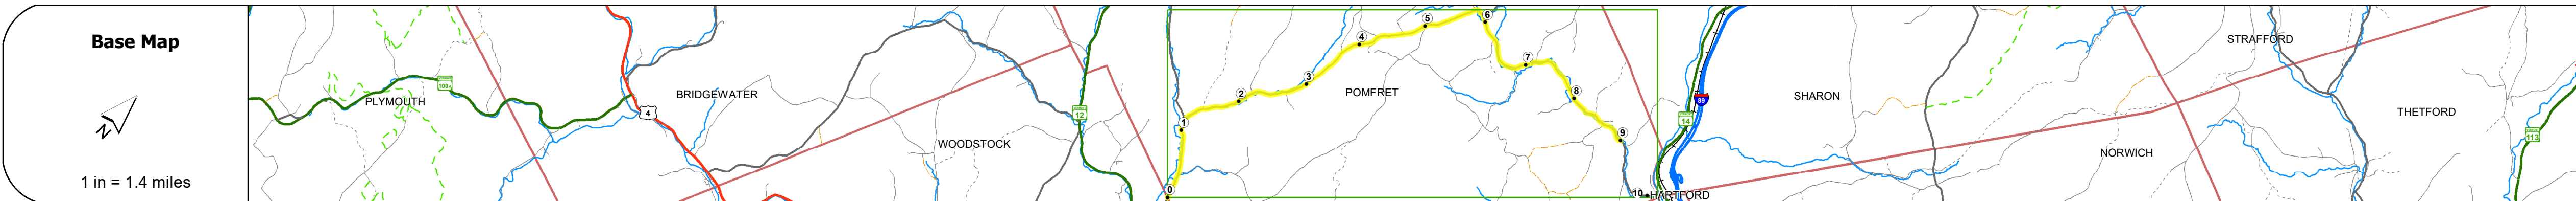 Base Map
N
1 in = 1.4 miles
PLYMOUTH
100A
4
BRIDGEWATER
WOODSTOCK
12
0
1
2
3
4
5
6
7
8
9
10
POMFRET
HARTFORD
14
89
SHARON
STRAFFORD
NORWICH
THETFORD
113